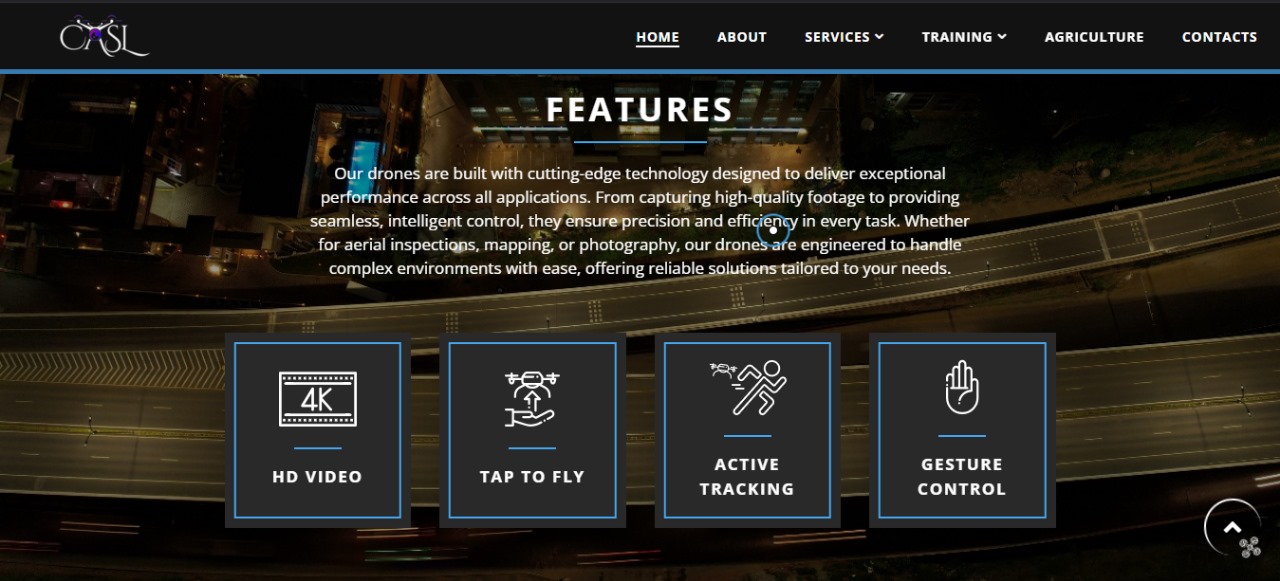 CASL
HOME ABOUT SERVICES TRAINING AGRICULTURE CONTACTS
FEATURES
Our drones are built with cutting-edge technology designed to deliver exceptional
performance across all applications. From capturing high-quality footage to providing
seamless, intelligent control, they ensure precision and efficiency in every task. Whether
for aerial inspections, mapping, or photography, our drones are engineered to handle
complex environments with ease, offering reliable solutions tailored to your needs.
4K
HD VIDEO
TAP TO FLY
ACTIVE
TRACKING
GESTURE
CONTROL